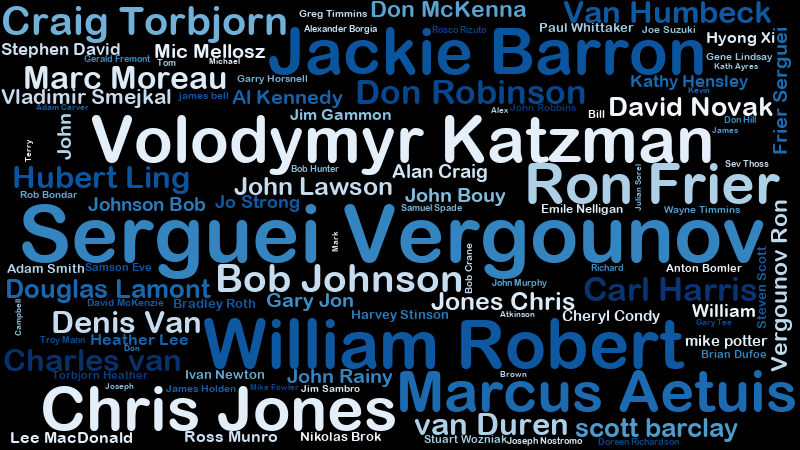 Craig Torbjorn
Greg Timmins
Don McKenna
Van Humbeck
Stephen David
Gerald Fremont
Mic Mellosz
Alexander Borgia
Jackie Barron
Rosco Rizuto
Paul Whittaker
Joe Suzuki
Hyong Xi
Tom
Michael
Gene Lindsay
Kath Ayres
Frier Serguei
Marc Moreau
Garry Horsnell
Don Robinson
Kathy Hensley
Kevin
Vladimir Smejkal
james bell
Al Kennedy
Adam Carver
John
Jim Gammon
Alex
John Robbins
Bill
David Novak
Don Hill
James
Terry
Volodymyr Katzman
Hubert Ling
Bob Hunter
Alan Craig
Ron Frier
Julian Sorel
Sev Thoss
Rob Bondar
Johnson Bob
Jo Strong
John Lawson
John Bouy
Samuel Spade
Emile Nelligan
Wayne Timmins
Vergounov Ron
Serguei Vergounov
Mark
Bob Crane
Adam Smith
Samson Eve
Richard
Anton Bomler
Steven Scott
Douglas Lamont
Bob Johnson
John Murphy
Carl Harris
David McKenzie
Bradley Roth
Gary Jon
Jones Chris
Campbell
Denis Van
Harvey Stinson
Atkinson
Cheryl Condy
William
Gary Tee
Troy Mann
Heather Lee
Don
William Robert
mike potter
Brian Dufoe
Charles van
Torbjorn Heather
Ivan Newton
John Rainy
Brown
Joseph
James Holden
Mike Fowler
Jim Sambro
Marcus Aetuis
Chris Jones
van Duren
scott barclay
Lee MacDonald
Ross Munro
Nikolas Brok
Stuart Wozniak
Joseph Nostromo
Doreen Richardson